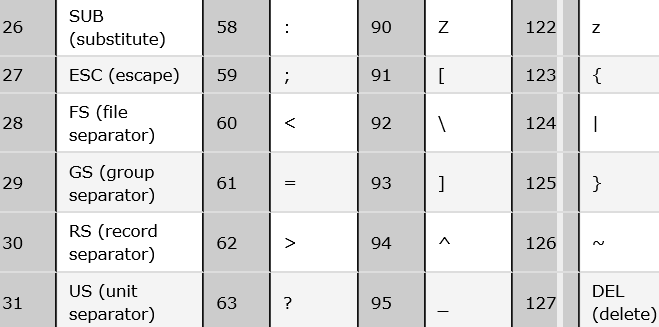 26 SUB (substitute) 58 : 90 Z 122 z
27 ESC (escape) 59 ; 91 [ 123 {
28 FS (file separator) 60 < 92 \ 124 |
29 GS (group separator) 61 = 93 ] 125 }
30 RS (record separator) 62 > 94 ^ 126 ~
31 US (unit separator) 63 ? 95 _ 127 DEL (delete)